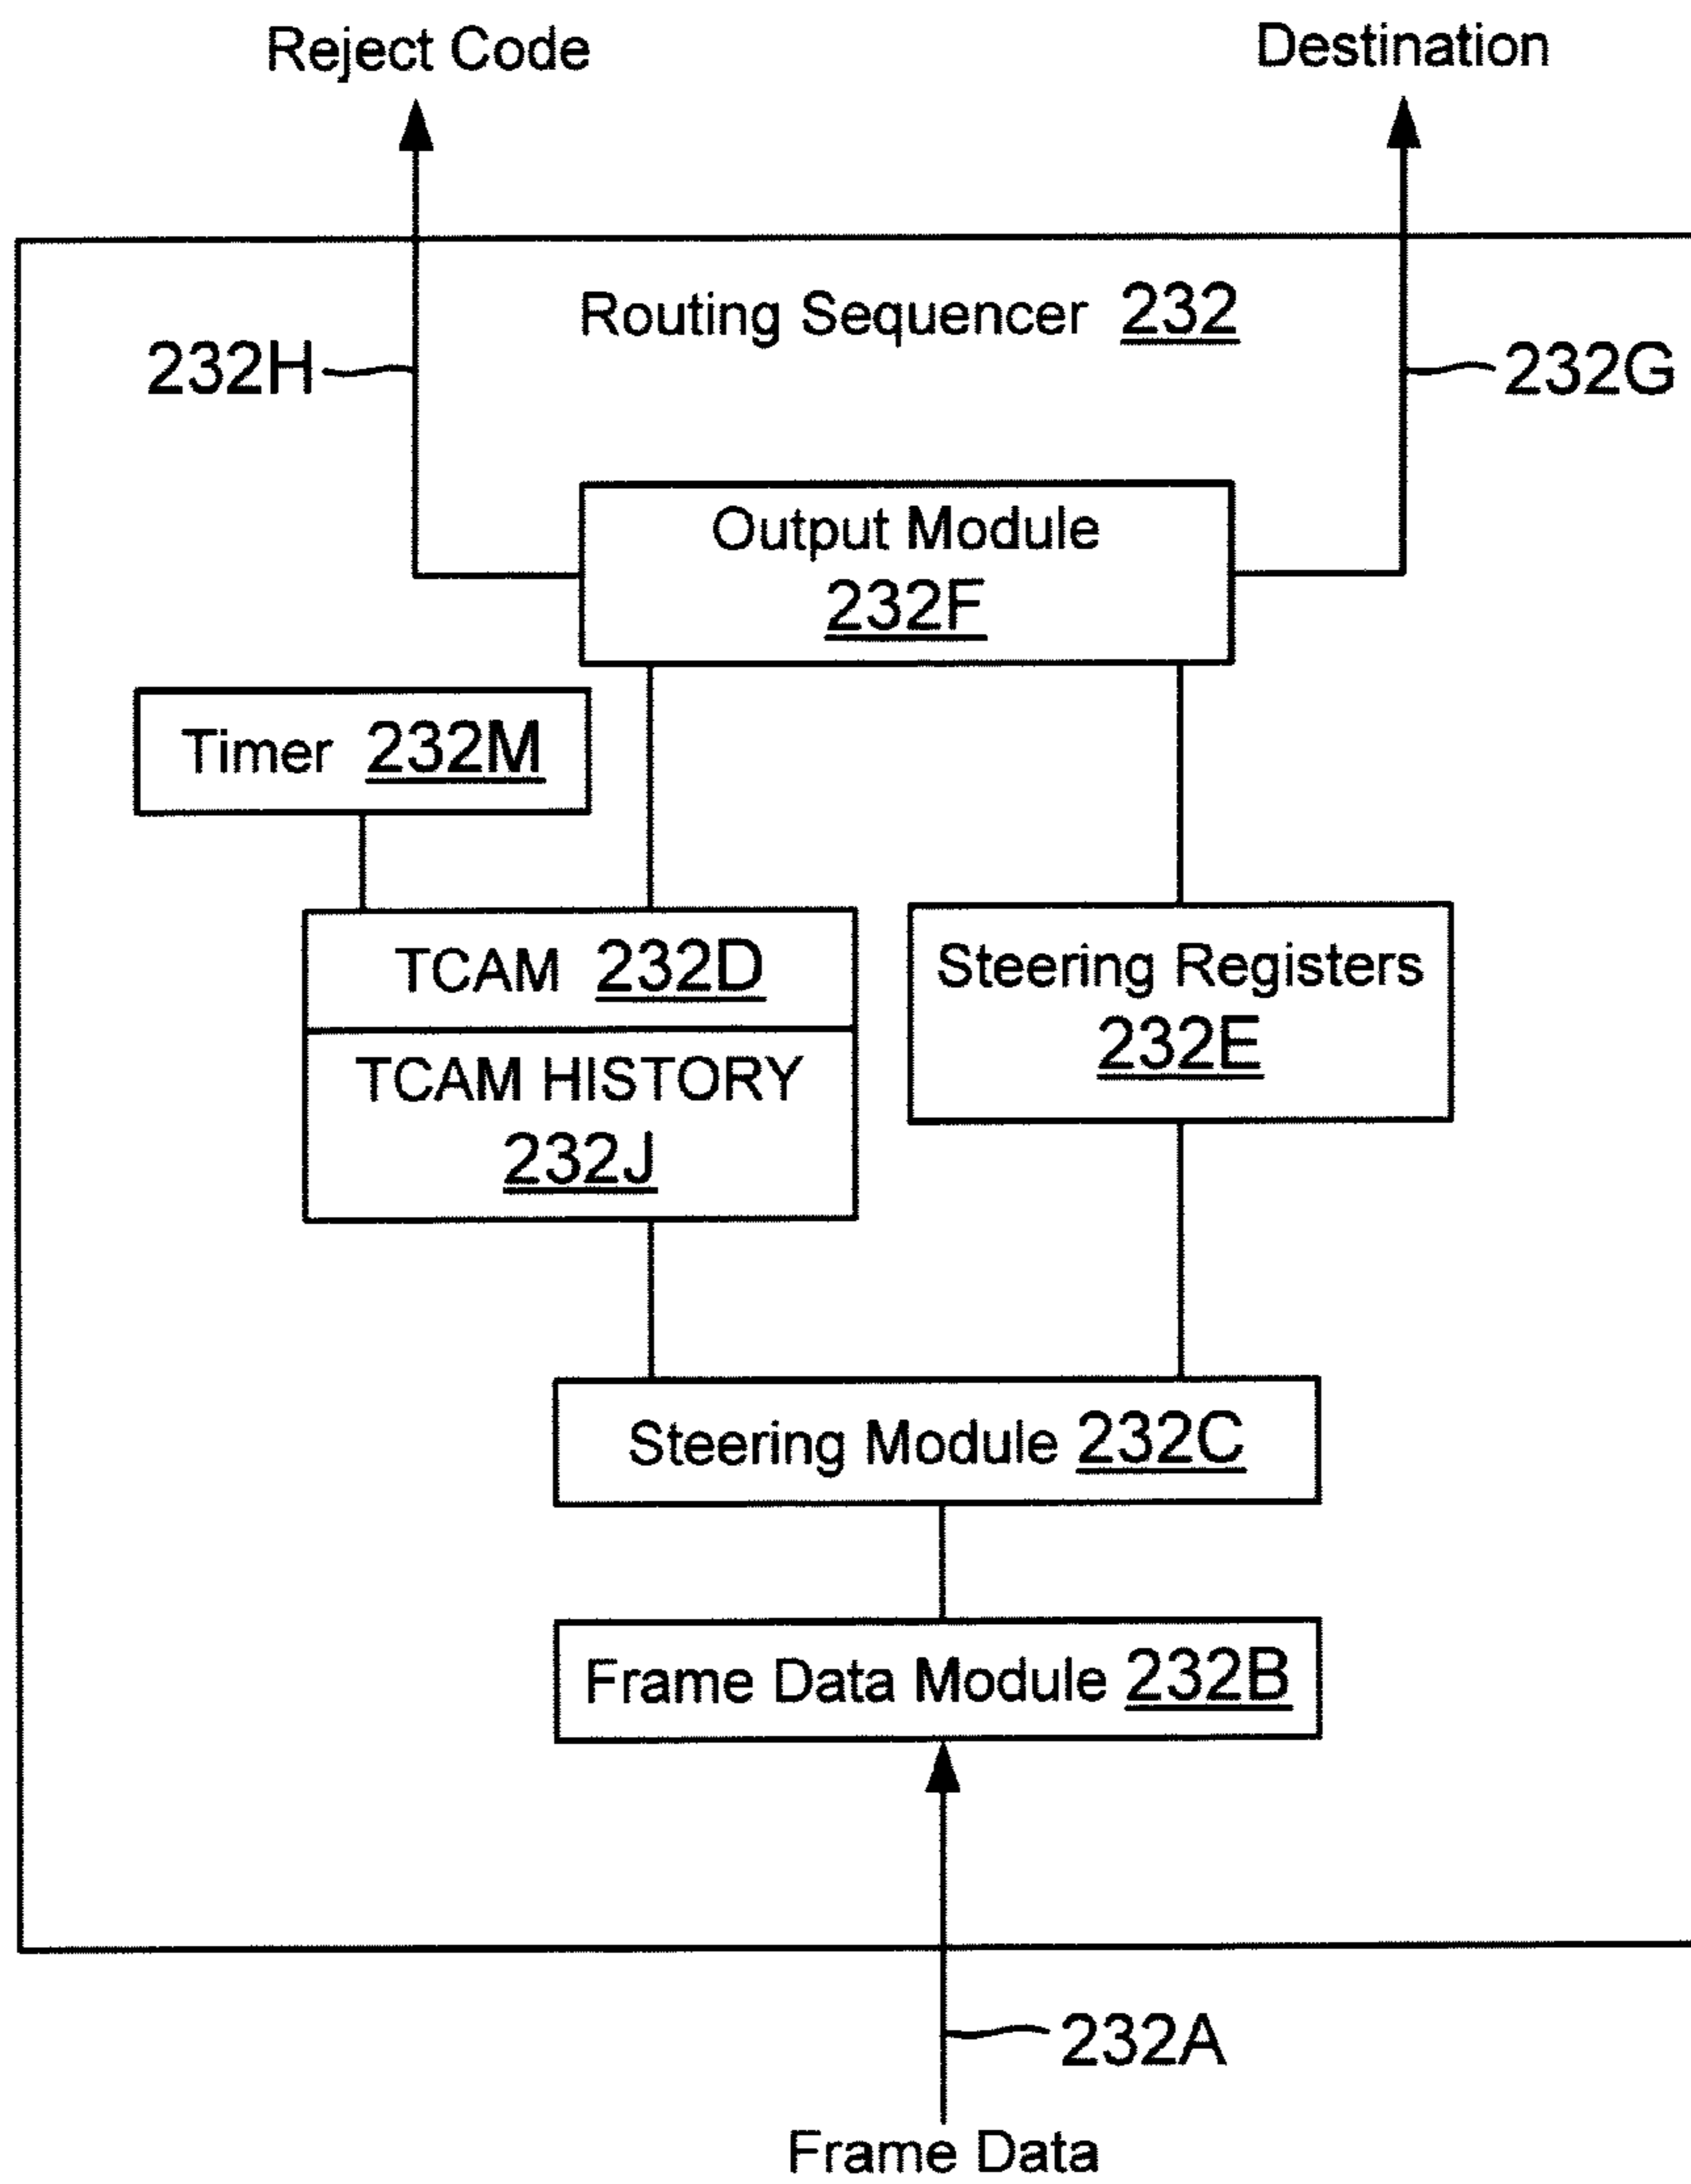 Reject Code
Destination
Routing Sequencer 232
232H
232G
Output Module
232F
Timer 232M
TCAM 232D
Steering Registers
232E
TCAM HISTORY
232J
Steering Module 232C
Frame Data Module 232B
232A
Frame Data